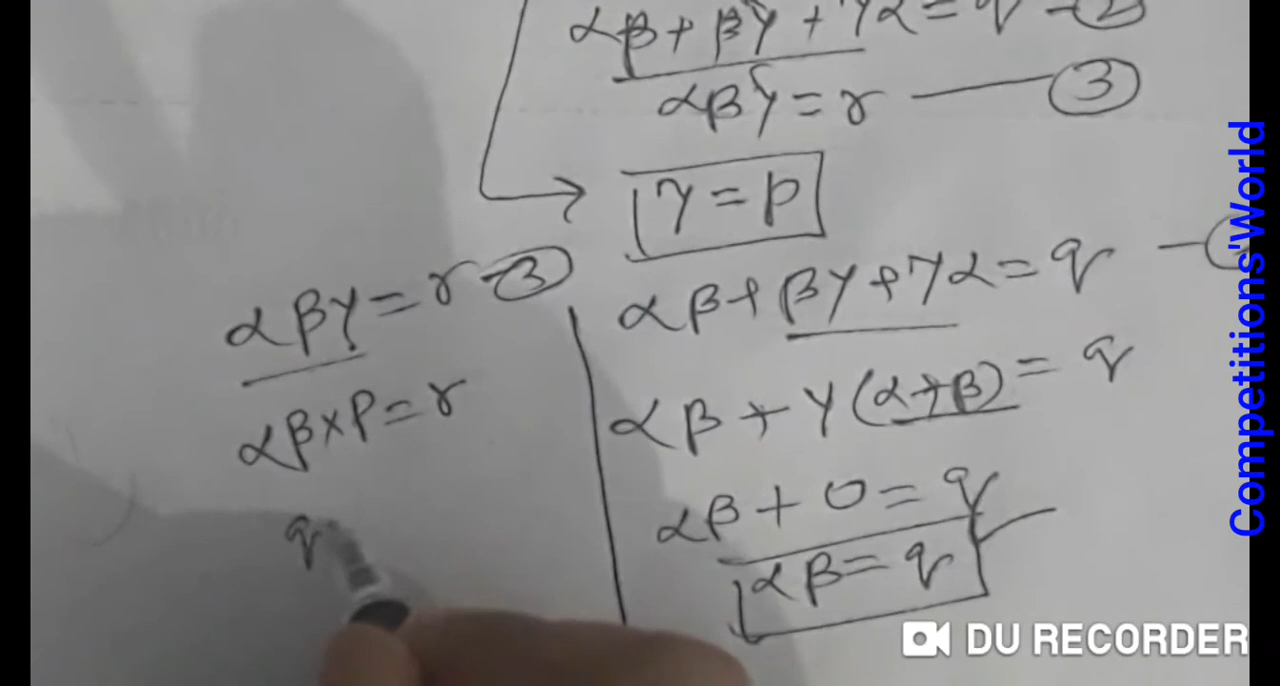 αβ + βγ + γα = q — 2
αβγ = r — 3
γ = p
αβ + βγ + γα = q —
αβ + γ(α+β) = q
αβ + 0 = q
αβ = q
αβγ = r — 3
αβ × p = r
q
Competitions'World
DU RECORDER